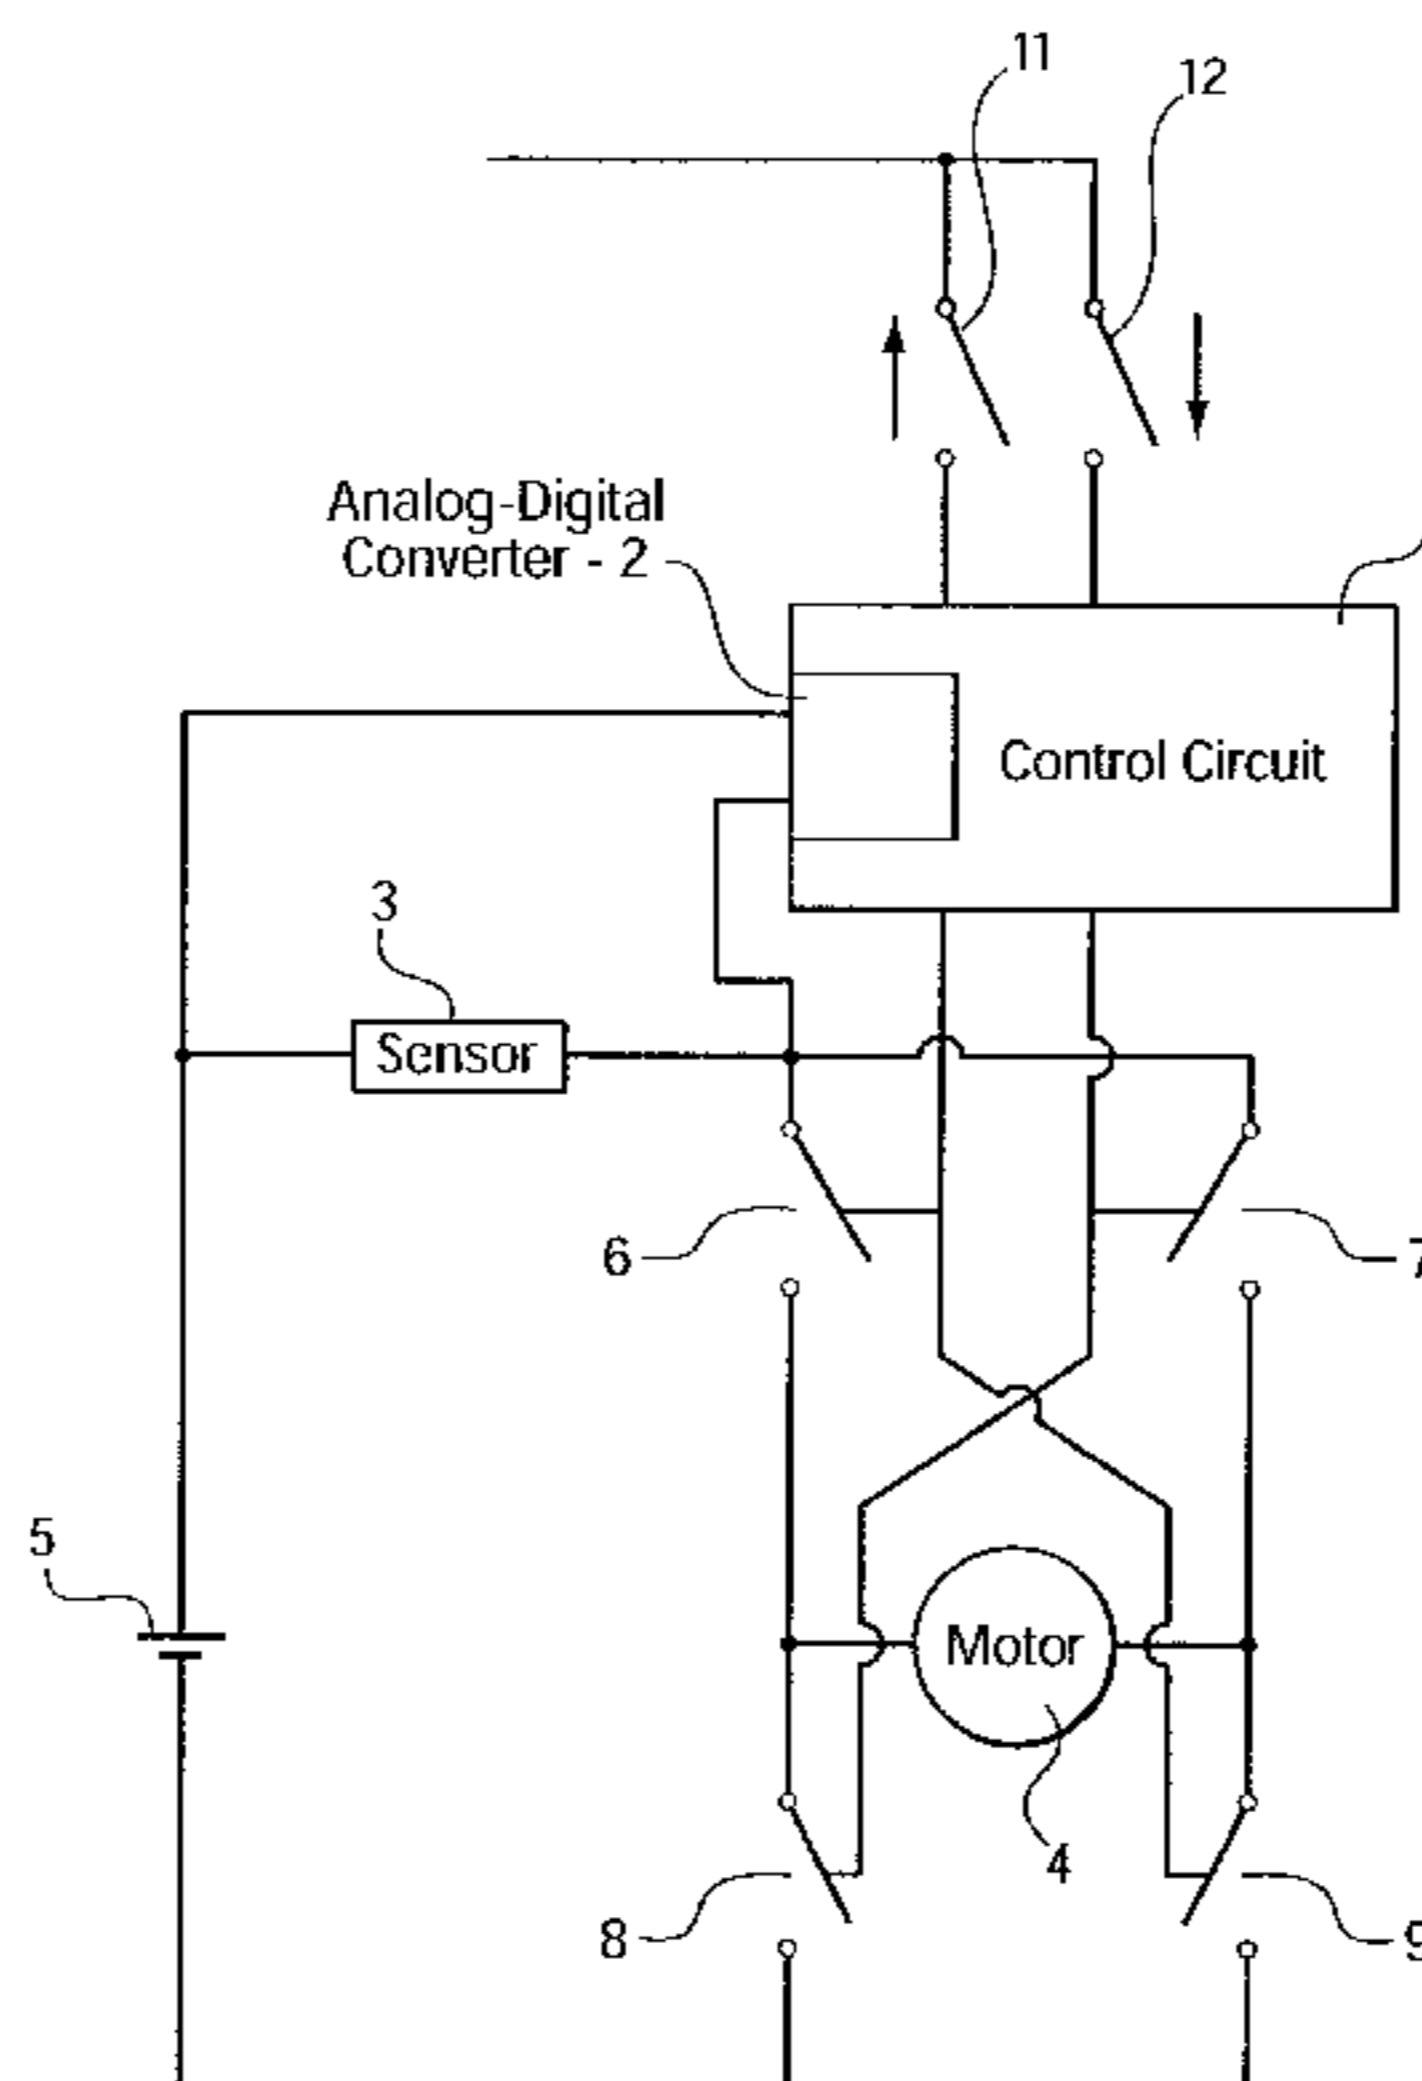 11
12
Analog-Digital
Converter - 2
Control Circuit
3
Sensor
6
7
5
Motor
4
8
9